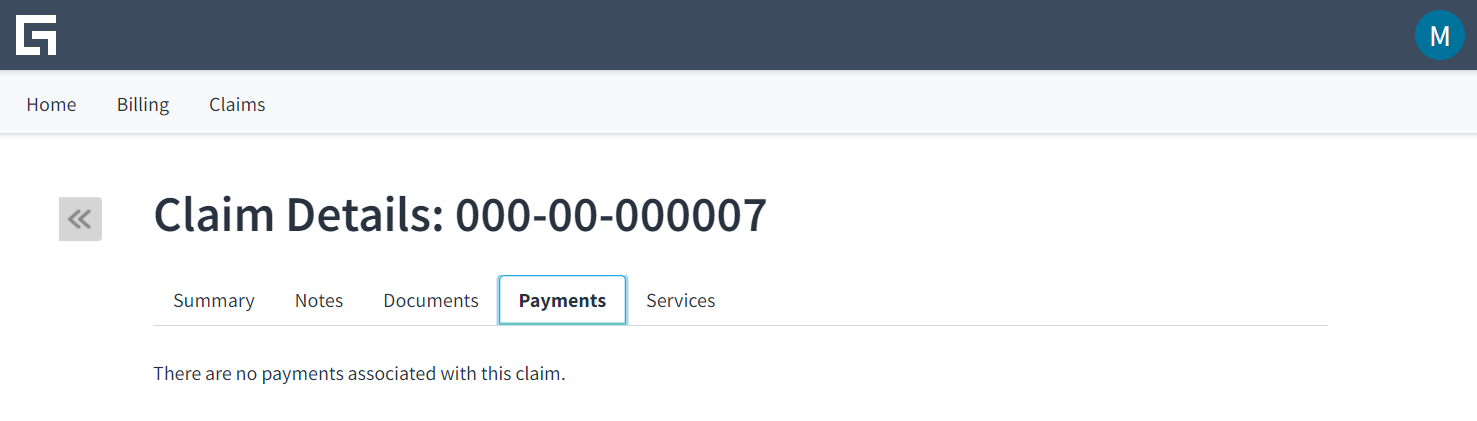 M
Home Billing Claims
Claim Details: 000-00-000007
Summary Notes Documents Payments Services
There are no payments associated with this claim.